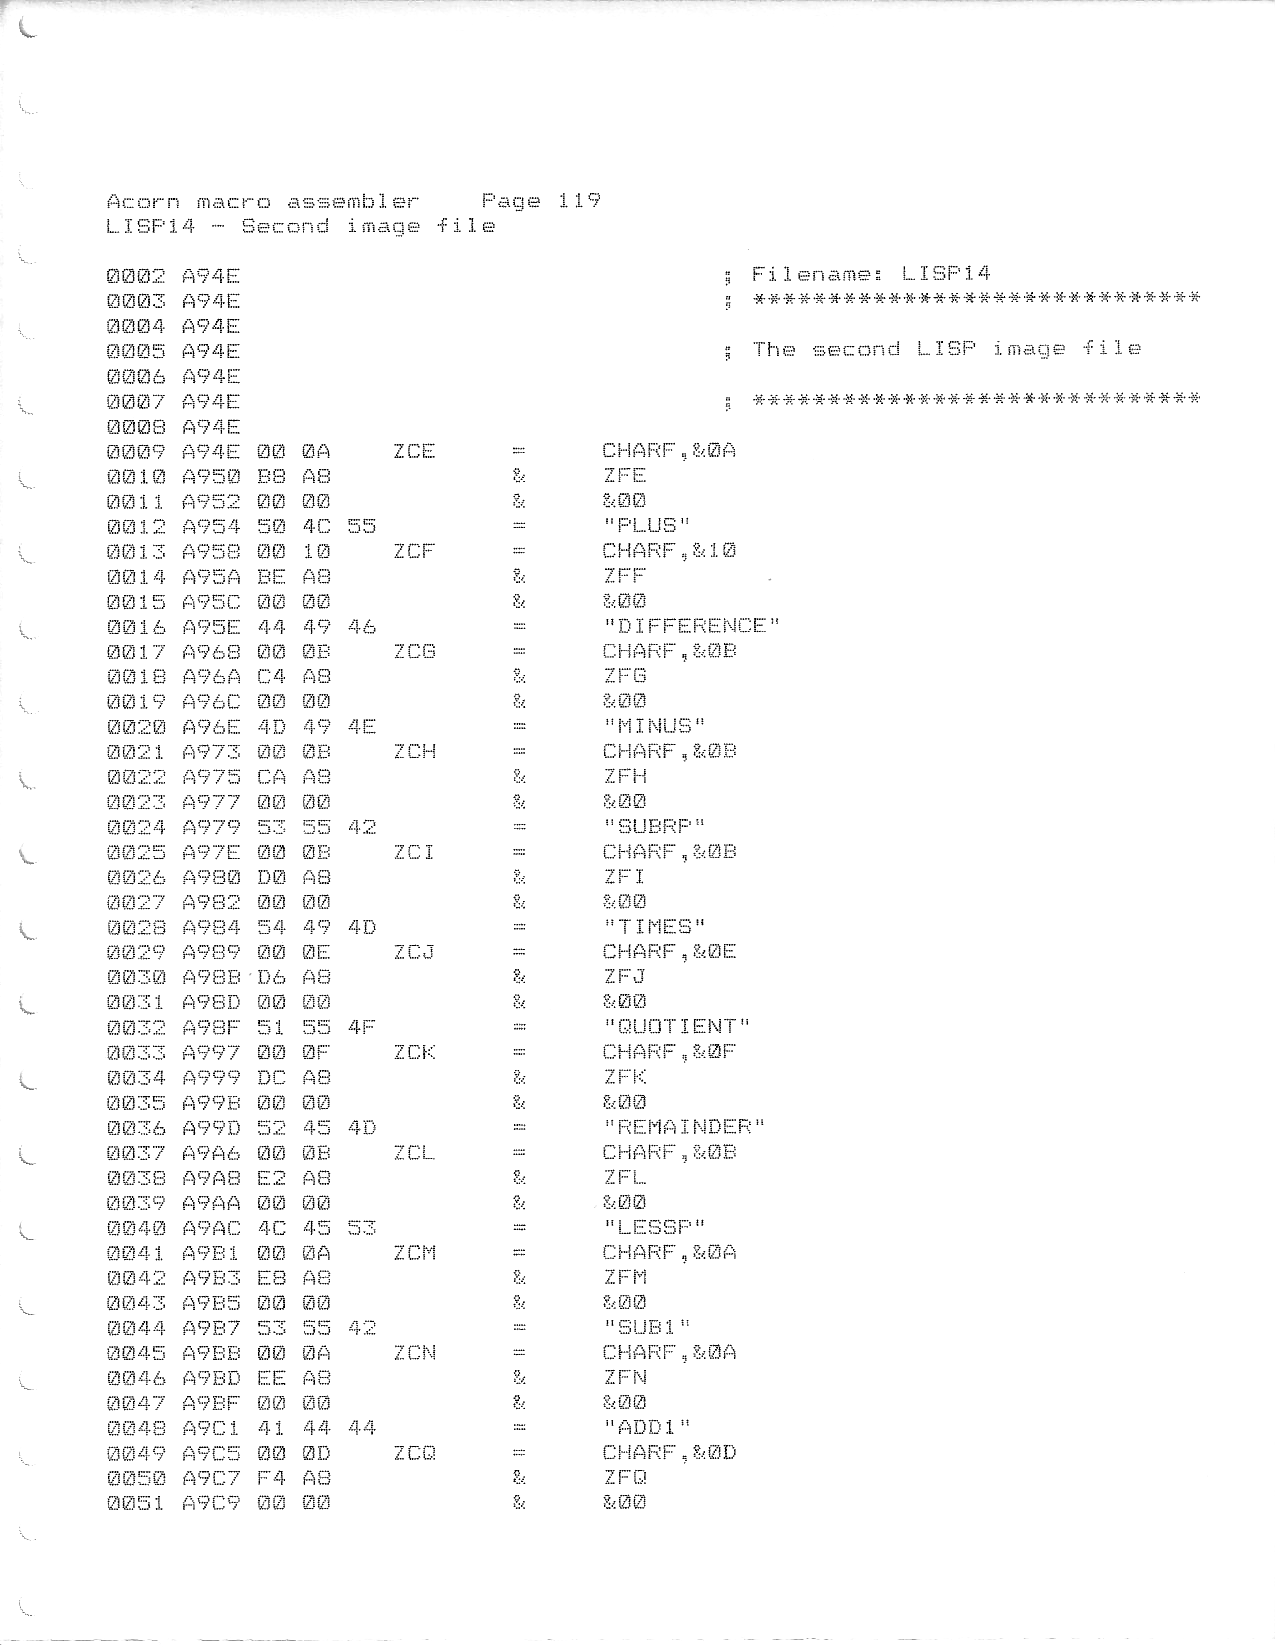 Acorn macro assembler    Page 119
LISP14 - Second image file
0002 A94E                                ; Filename: LISP14
0003 A94E                                ; ******************************
0004 A94E
0005 A94E                                ; The second LISP image file
0006 A94E
0007 A94E                                ; ******************************
0008 A94E
0009 A94E 00 0A    ZCE     =     CHARF,&0A
0010 A950 B8 A8            &     ZFE
0011 A952 00 00            &     &00
0012 A954 50 4C 55         =     "PLUS"
0013 A958 00 10    ZCF     =     CHARF,&10
0014 A95A BE A8            &     ZFF
0015 A95C 00 00            &     &00
0016 A95E 44 49 46         =     "DIFFERENCE"
0017 A968 00 0B    ZCG     =     CHARF,&0B
0018 A96A C4 A8            &     ZFG
0019 A96C 00 00            &     &00
0020 A96E 4D 49 4E         =     "MINUS"
0021 A973 00 0B    ZCH     =     CHARF,&0B
0022 A975 CA A8            &     ZFH
0023 A977 00 00            &     &00
0024 A979 53 55 42         =     "SUBRP"
0025 A97E 00 0B    ZCI     =     CHARF,&0B
0026 A980 D0 A8            &     ZFI
0027 A982 00 00            &     &00
0028 A984 54 49 4D         =     "TIMES"
0029 A989 00 0E    ZCJ     =     CHARF,&0E
0030 A98B D6 A8            &     ZFJ
0031 A98D 00 00            &     &00
0032 A98F 51 55 4F         =     "QUOTIENT"
0033 A997 00 0F    ZCK     =     CHARF,&0F
0034 A999 DC A8            &     ZFK
0035 A99B 00 00            &     &00
0036 A99D 52 45 4D         =     "REMAINDER"
0037 A9A6 00 0B    ZCL     =     CHARF,&0B
0038 A9A8 E2 A8            &     ZFL
0039 A9AA 00 00            &     &00
0040 A9AC 4C 45 53         =     "LESSP"
0041 A9B1 00 0A    ZCM     =     CHARF,&0A
0042 A9B3 E8 A8            &     ZFM
0043 A9B5 00 00            &     &00
0044 A9B7 53 55 42         =     "SUB1"
0045 A9BB 00 0A    ZCN     =     CHARF,&0A
0046 A9BD EE A8            &     ZFN
0047 A9BF 00 00            &     &00
0048 A9C1 41 44 44         =     "ADD1"
0049 A9C5 00 0D    ZCQ     =     CHARF,&0D
0050 A9C7 F4 A8            &     ZFQ
0051 A9C9 00 00            &     &00